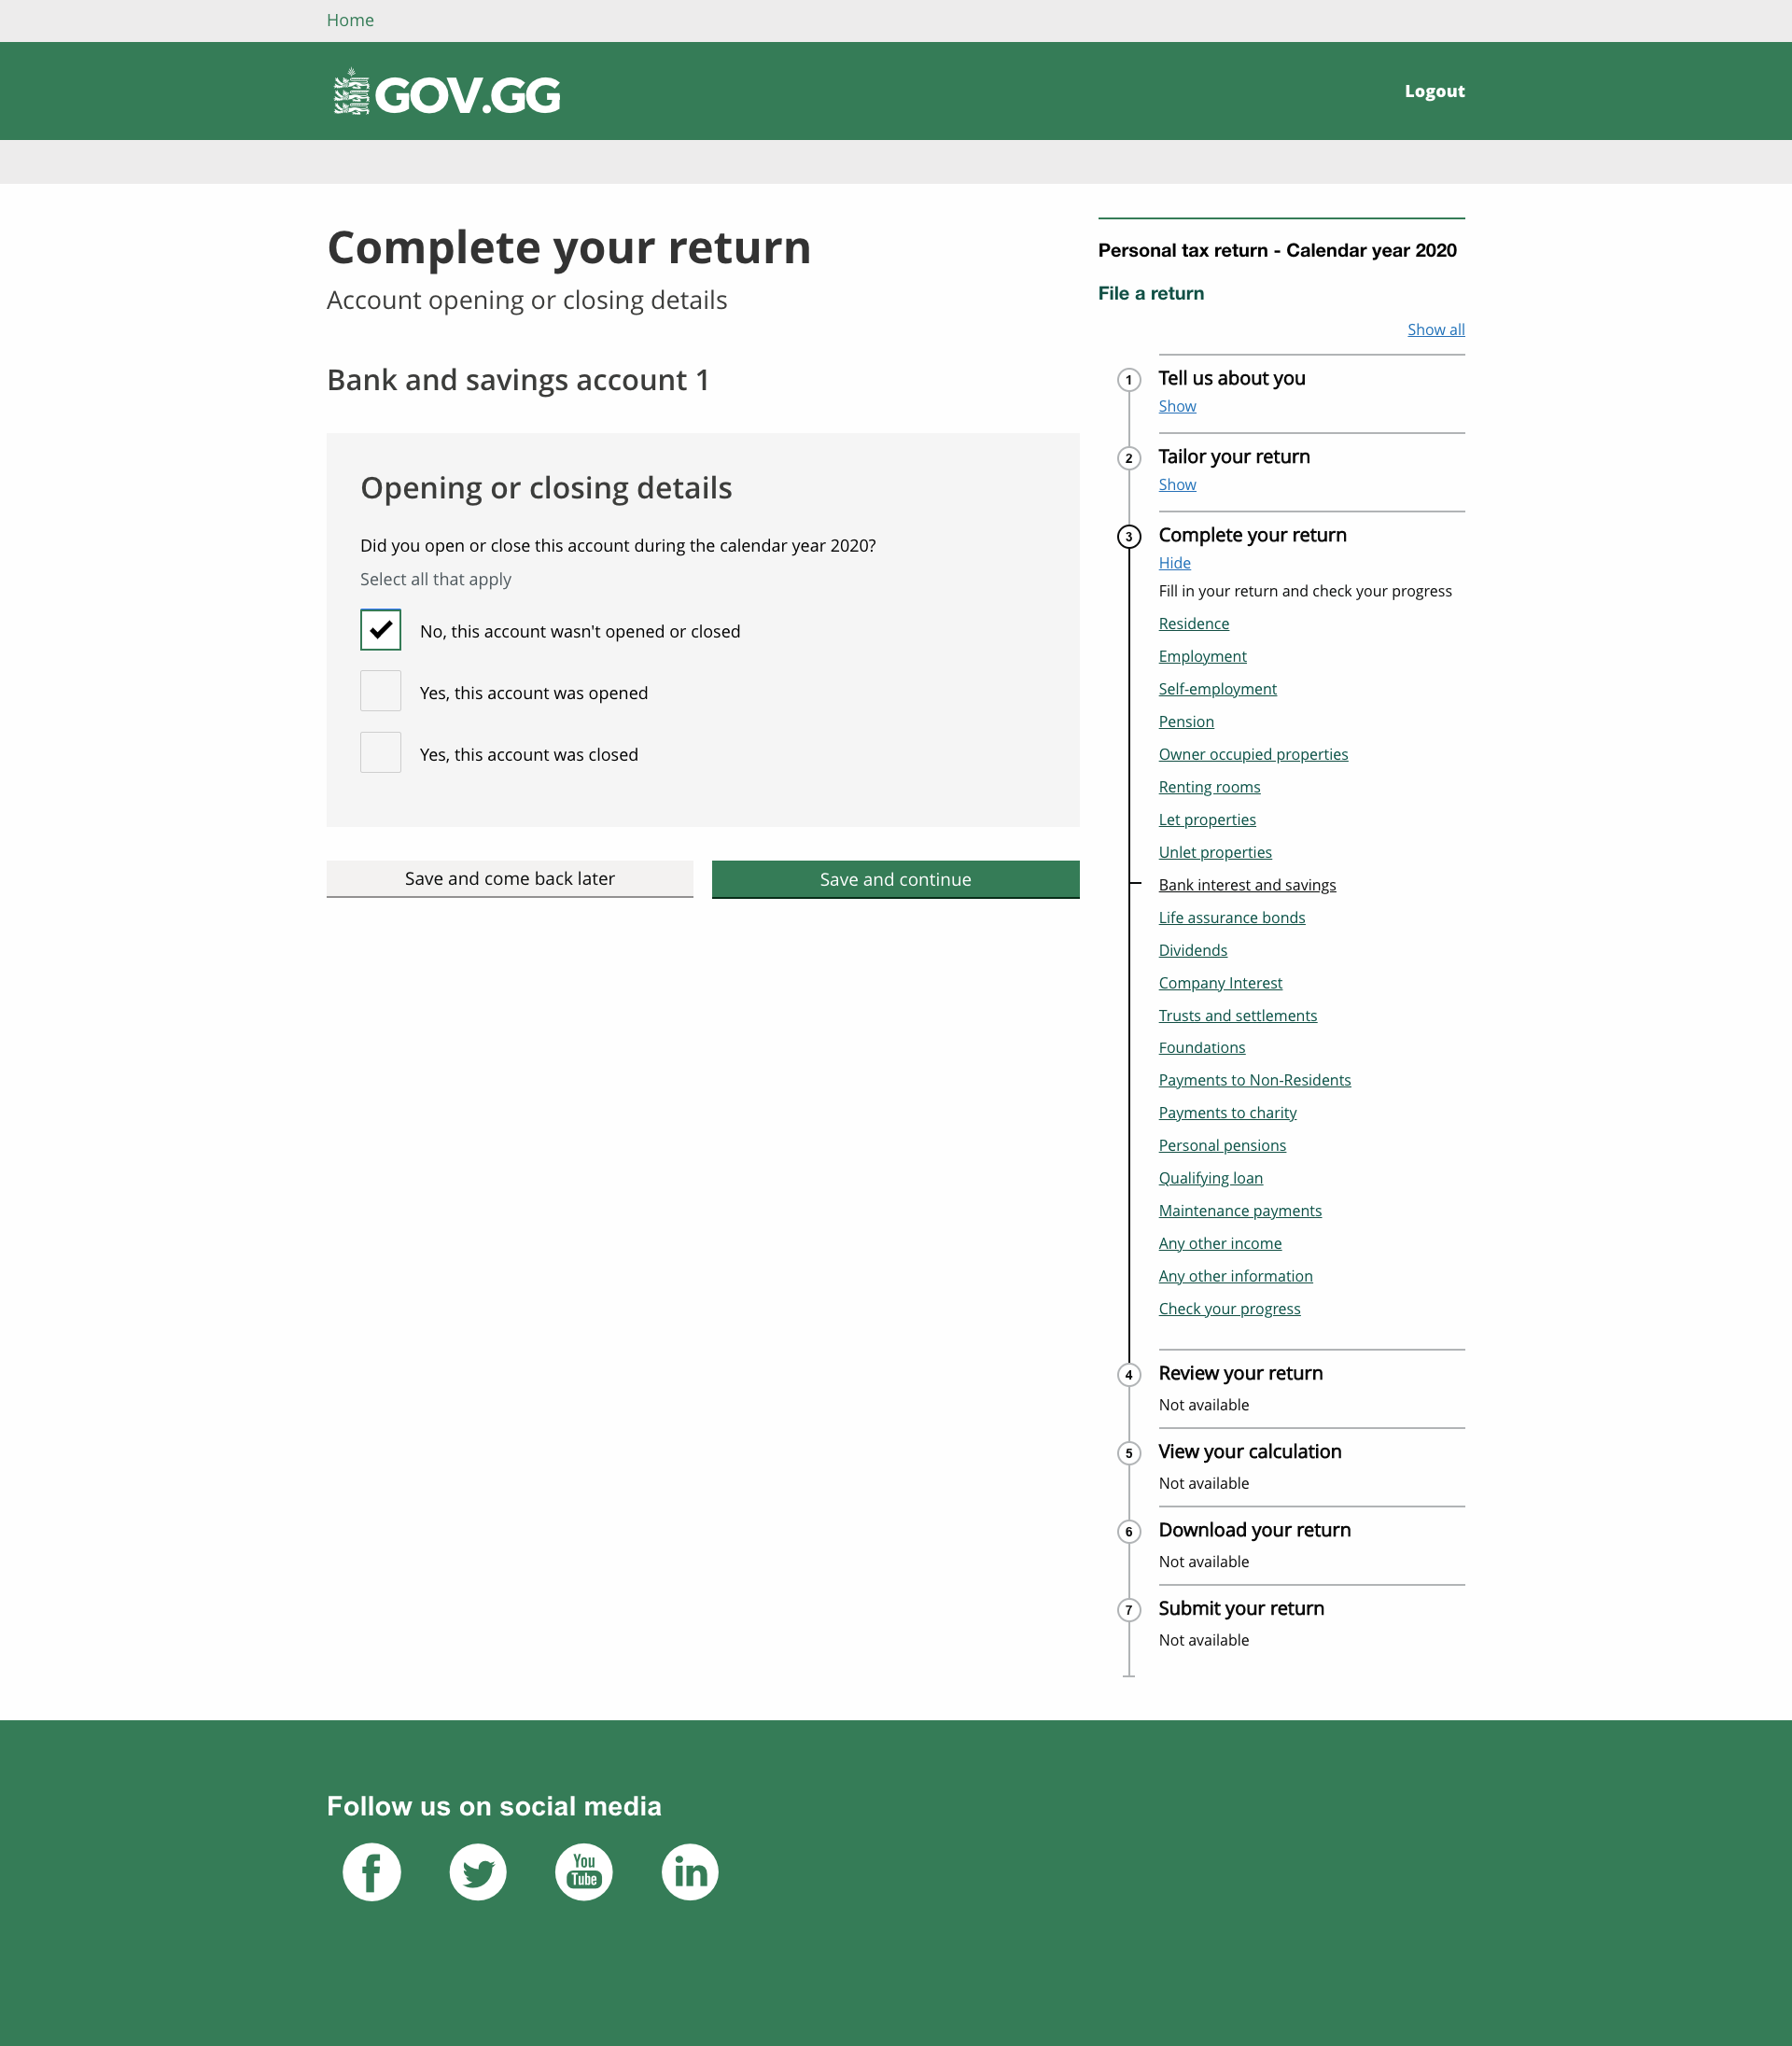 Home
GOV.GG
Logout
Complete your return
Account opening or closing details
Bank and savings account 1
Opening or closing details
Did you open or close this account during the calendar year 2020?
Select all that apply
No, this account wasn't opened or closed
Yes, this account was opened
Yes, this account was closed
Save and come back later
Save and continue
Personal tax return - Calendar year 2020
File a return
Show all
1
Tell us about you
Show
2
Tailor your return
Show
3
Complete your return
Hide
Fill in your return and check your progress
Residence
Employment
Self-employment
Pension
Owner occupied properties
Renting rooms
Let properties
Unlet properties
Bank interest and savings
Life assurance bonds
Dividends
Company Interest
Trusts and settlements
Foundations
Payments to Non-Residents
Payments to charity
Personal pensions
Qualifying loan
Maintenance payments
Any other income
Any other information
Check your progress
4
Review your return
Not available
5
View your calculation
Not available
6
Download your return
Not available
7
Submit your return
Not available
Follow us on social media
f
You
Tube
in